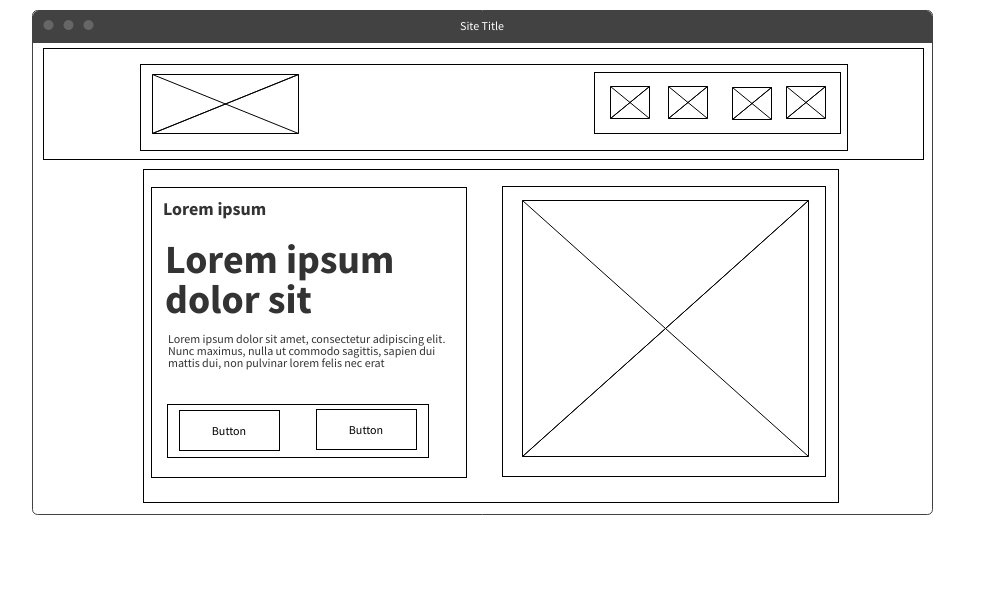 Site Title
Lorem ipsum
Lorem ipsum
dolor sit
Lorem ipsum dolor sit amet, consectetur adipiscing elit.
Nunc maximus, nulla ut commodo sagittis, sapien dui
mattis dui, non pulvinar lorem felis nec erat
Button
Button